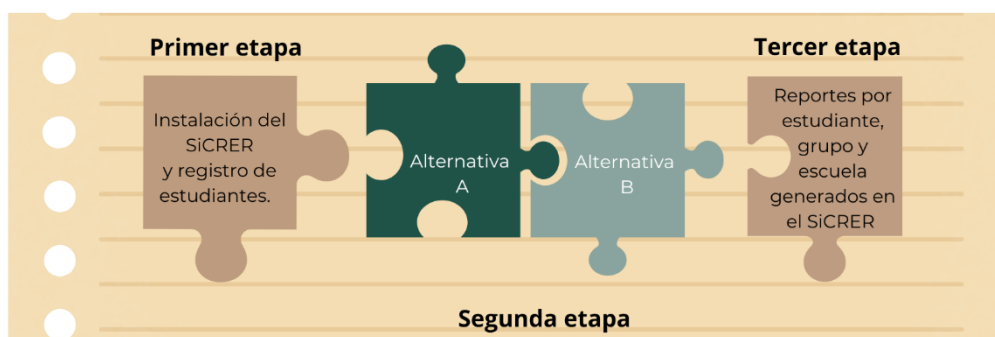 Primer etapa
Instalación del
SiCRER
y registro de
estudiantes.
Alternativa
A
Alternativa
B
Tercer etapa
Reportes por
estudiante,
grupo y
escuela
generados en
el SiCRER
Segunda etapa